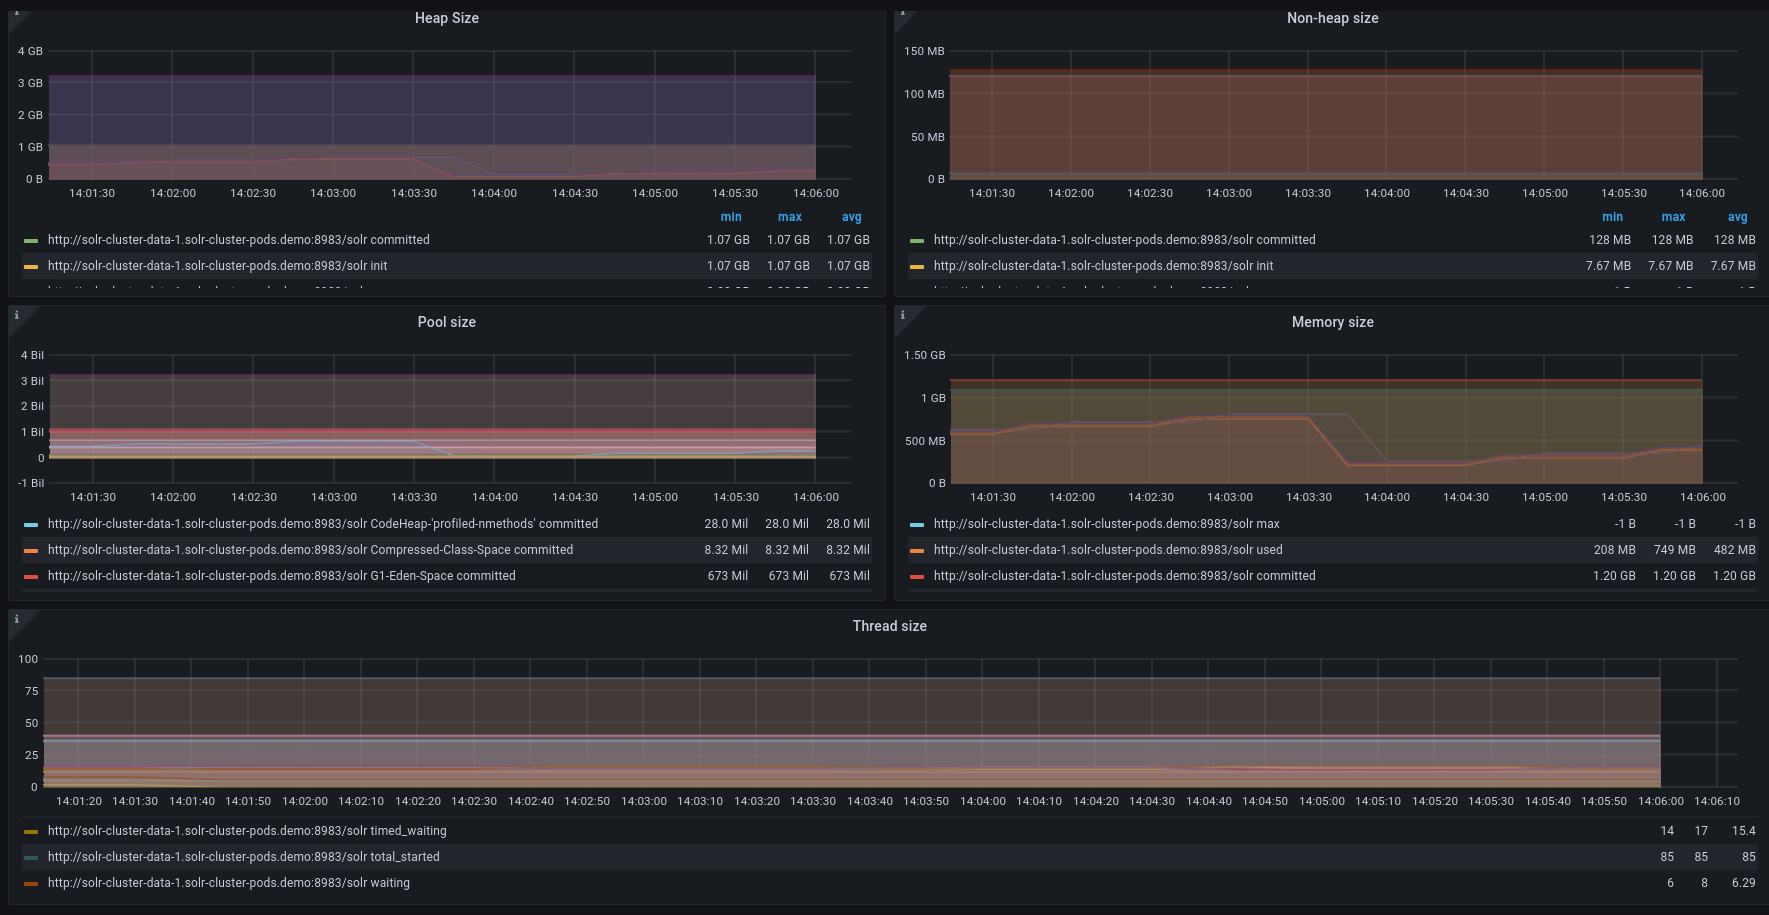 Heap Size
4 GB
3 GB
2 GB
1 GB
0 B
14:01:30 14:02:00 14:02:30 14:03:00 14:03:30 14:04:00 14:04:30 14:05:00 14:05:30 14:06:00
min max avg
http://solr-cluster-data-1.solr-cluster-pods.demo:8983/solr committed 1.07 GB 1.07 GB 1.07 GB
http://solr-cluster-data-1.solr-cluster-pods.demo:8983/solr init 1.07 GB 1.07 GB 1.07 GB
Non-heap size
150 MB
100 MB
50 MB
0 B
14:01:30 14:02:00 14:02:30 14:03:00 14:03:30 14:04:00 14:04:30 14:05:00 14:05:30 14:06:00
min max avg
http://solr-cluster-data-1.solr-cluster-pods.demo:8983/solr committed 128 MB 128 MB 128 MB
http://solr-cluster-data-1.solr-cluster-pods.demo:8983/solr init 7.67 MB 7.67 MB 7.67 MB
i
Pool size
4 Bil
3 Bil
2 Bil
1 Bil
0
-1 Bil
14:01:30 14:02:00 14:02:30 14:03:00 14:03:30 14:04:00 14:04:30 14:05:00 14:05:30 14:06:00
http://solr-cluster-data-1.solr-cluster-pods.demo:8983/solr CodeHeap-'profiled-nmethods' committed 28.0 Mil 28.0 Mil 28.0 Mil
http://solr-cluster-data-1.solr-cluster-pods.demo:8983/solr Compressed-Class-Space committed 8.32 Mil 8.32 Mil 8.32 Mil
http://solr-cluster-data-1.solr-cluster-pods.demo:8983/solr G1-Eden-Space committed 673 Mil 673 Mil 673 Mil
i
Memory size
1.50 GB
1 GB
500 MB
0 B
14:01:30 14:02:00 14:02:30 14:03:00 14:03:30 14:04:00 14:04:30 14:05:00 14:05:30 14:06:00
http://solr-cluster-data-1.solr-cluster-pods.demo:8983/solr max -1 B -1 B -1 B
http://solr-cluster-data-1.solr-cluster-pods.demo:8983/solr used 208 MB 749 MB 482 MB
http://solr-cluster-data-1.solr-cluster-pods.demo:8983/solr committed 1.20 GB 1.20 GB 1.20 GB
i
Thread size
100
75
50
25
0
14:01:20 14:01:30 14:01:40 14:01:50 14:02:00 14:02:10 14:02:20 14:02:30 14:02:40 14:02:50 14:03:00 14:03:10 14:03:20 14:03:30 14:03:40 14:03:50 14:04:00 14:04:10 14:04:20 14:04:30 14:04:40 14:04:50 14:05:00 14:05:10 14:05:20 14:05:30 14:05:40 14:05:50 14:06:00 14:06:10
http://solr-cluster-data-1.solr-cluster-pods.demo:8983/solr timed_waiting 14 17 15.4
http://solr-cluster-data-1.solr-cluster-pods.demo:8983/solr total_started 85 85 85
http://solr-cluster-data-1.solr-cluster-pods.demo:8983/solr waiting 6 8 6.29